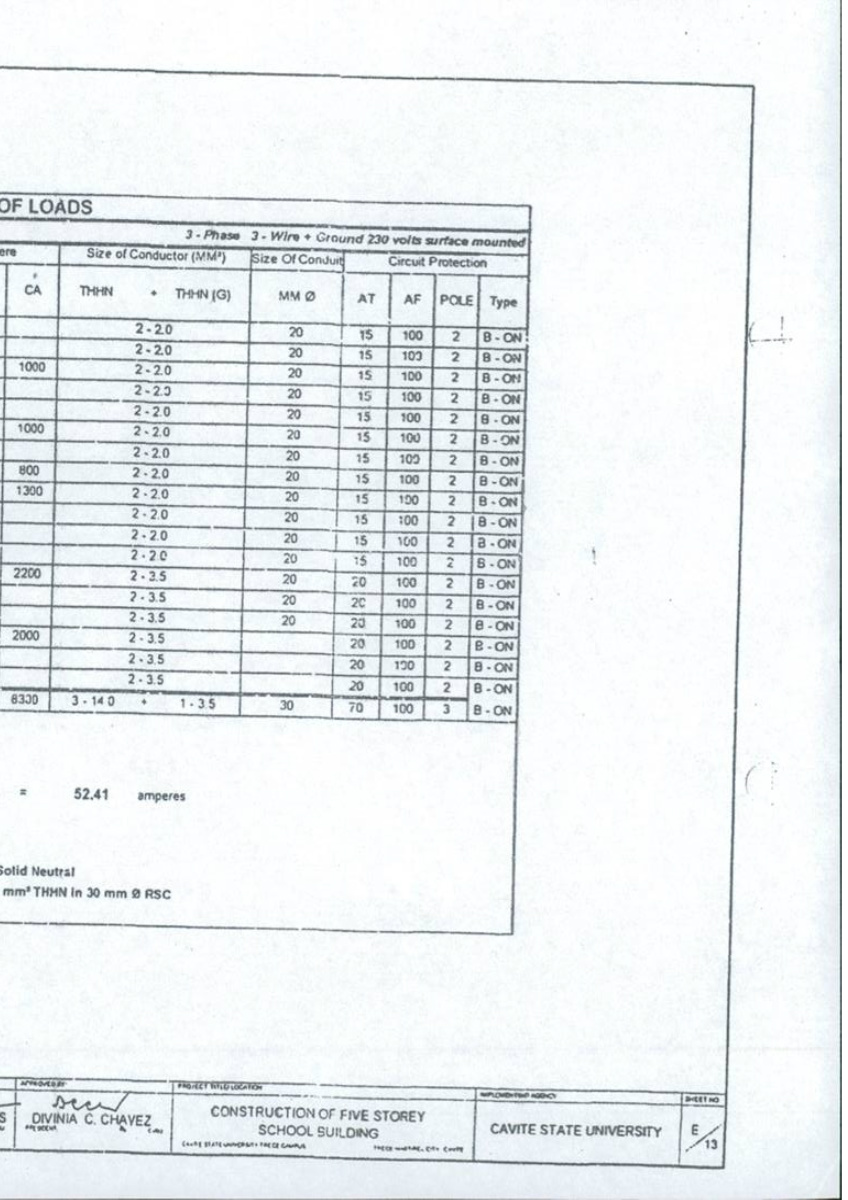 OF LOADS
3 - Phase 3 - Wire + Ground 230 volts surface mounted
ere Size of Conductor (MM²) Size Of Conduit Circuit Protection
CA THHN + THHN (G) MM Ø AT AF POLE Type
2 - 2.0 20 15 100 2 B - ON
2 - 2.0 20 15 100 2 B - ON
1000 2 - 2.0 20 15 100 2 B - ON
2 - 2.0 20 15 100 2 B - ON
2 - 2.0 20 15 100 2 B - ON
1000 2 - 2.0 20 15 100 2 B - ON
2 - 2.0 20 15 100 2 B - ON
800 2 - 2.0 20 15 100 2 B - ON
1300 2 - 2.0 20 15 100 2 B - ON
2 - 2.0 20 15 100 2 B - ON
2 - 2.0 20 15 100 2 B - ON
2 - 2.0 20 15 100 2 B - ON
2200 2 - 3.5 20 20 100 2 B - ON
2 - 3.5 20 20 100 2 B - ON
2 - 3.5 20 20 100 2 B - ON
2000 2 - 3.5 20 100 2 B - ON
2 - 3.5 20 100 2 B - ON
2 - 3.5 20 100 2 B - ON
8300 3 - 14.0 + 1 - 3.5 30 70 100 3 B - ON
= 52.41 amperes
Solid Neutral
mm² THHN In 30 mm Ø RSC
APPROVED BY
PROJECT TITLE/LOCATION
IMPLEMENTING AGENCY
SHEET NO
S
DIVINIA C. CHAVEZ
CONSTRUCTION OF FIVE STOREY
SCHOOL BUILDING
CAVITE STATE UNIVERSITY
E
13